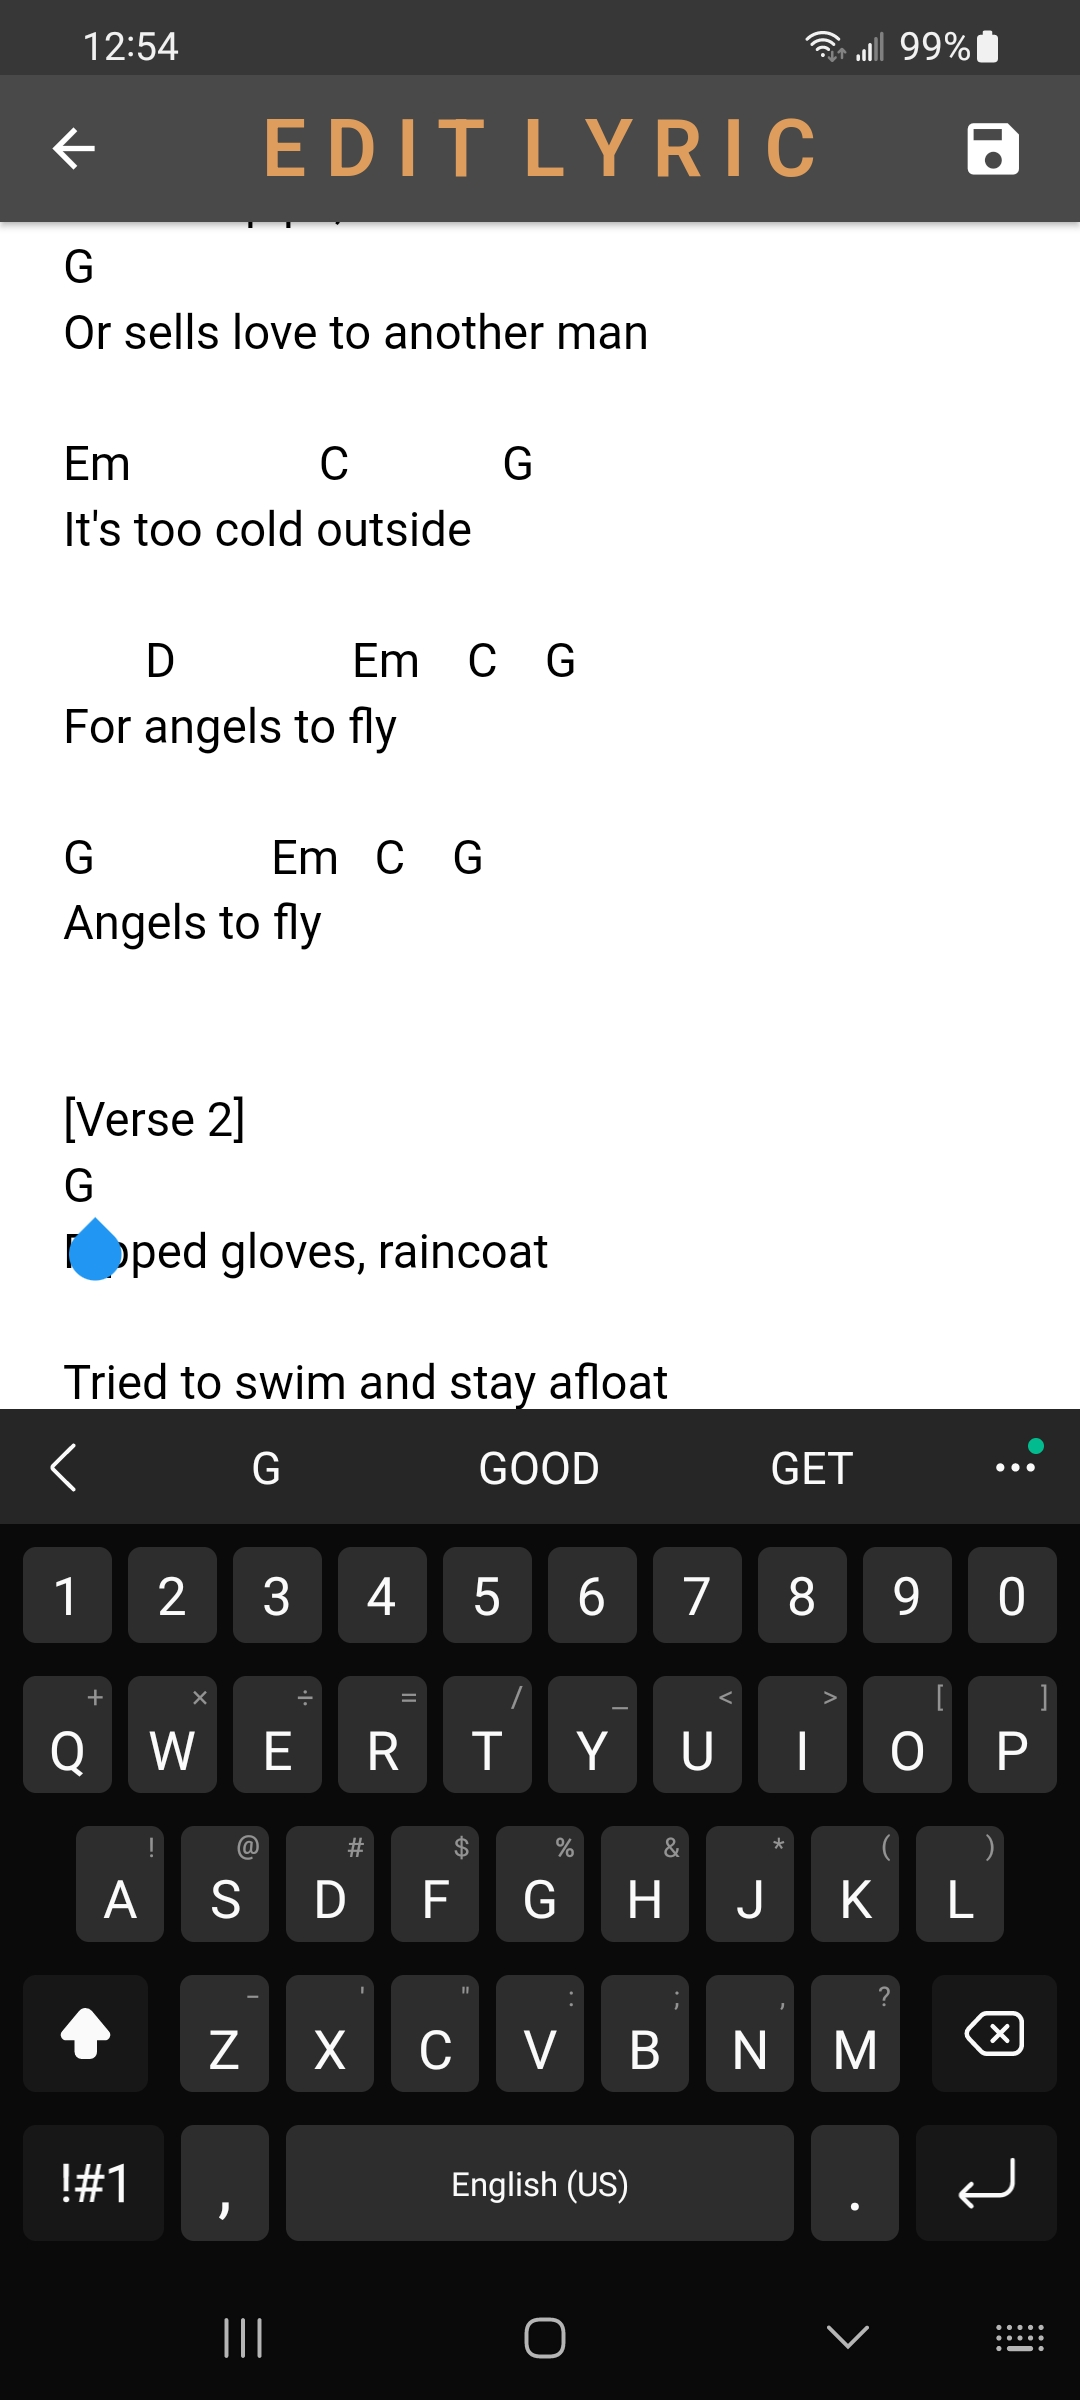 12:54 99%
EDIT LYRIC
G
Or sells love to another man
Em C G
It's too cold outside
D Em C G
For angels to fly
G Em C G
Angels to fly
[Verse 2]
G
gloves, raincoat
Tried to swim and stay afloat
G GOOD GET ...
1 2 3 4 5 6 7 8 9 0
+ × ÷ = / _ < > [ ]
Q W E R T Y U I O P
! @ # $ % & * ( )
A S D F G H J K L
- ' " : ; , ?
Z X C V B N M
!#1 , English (US) .